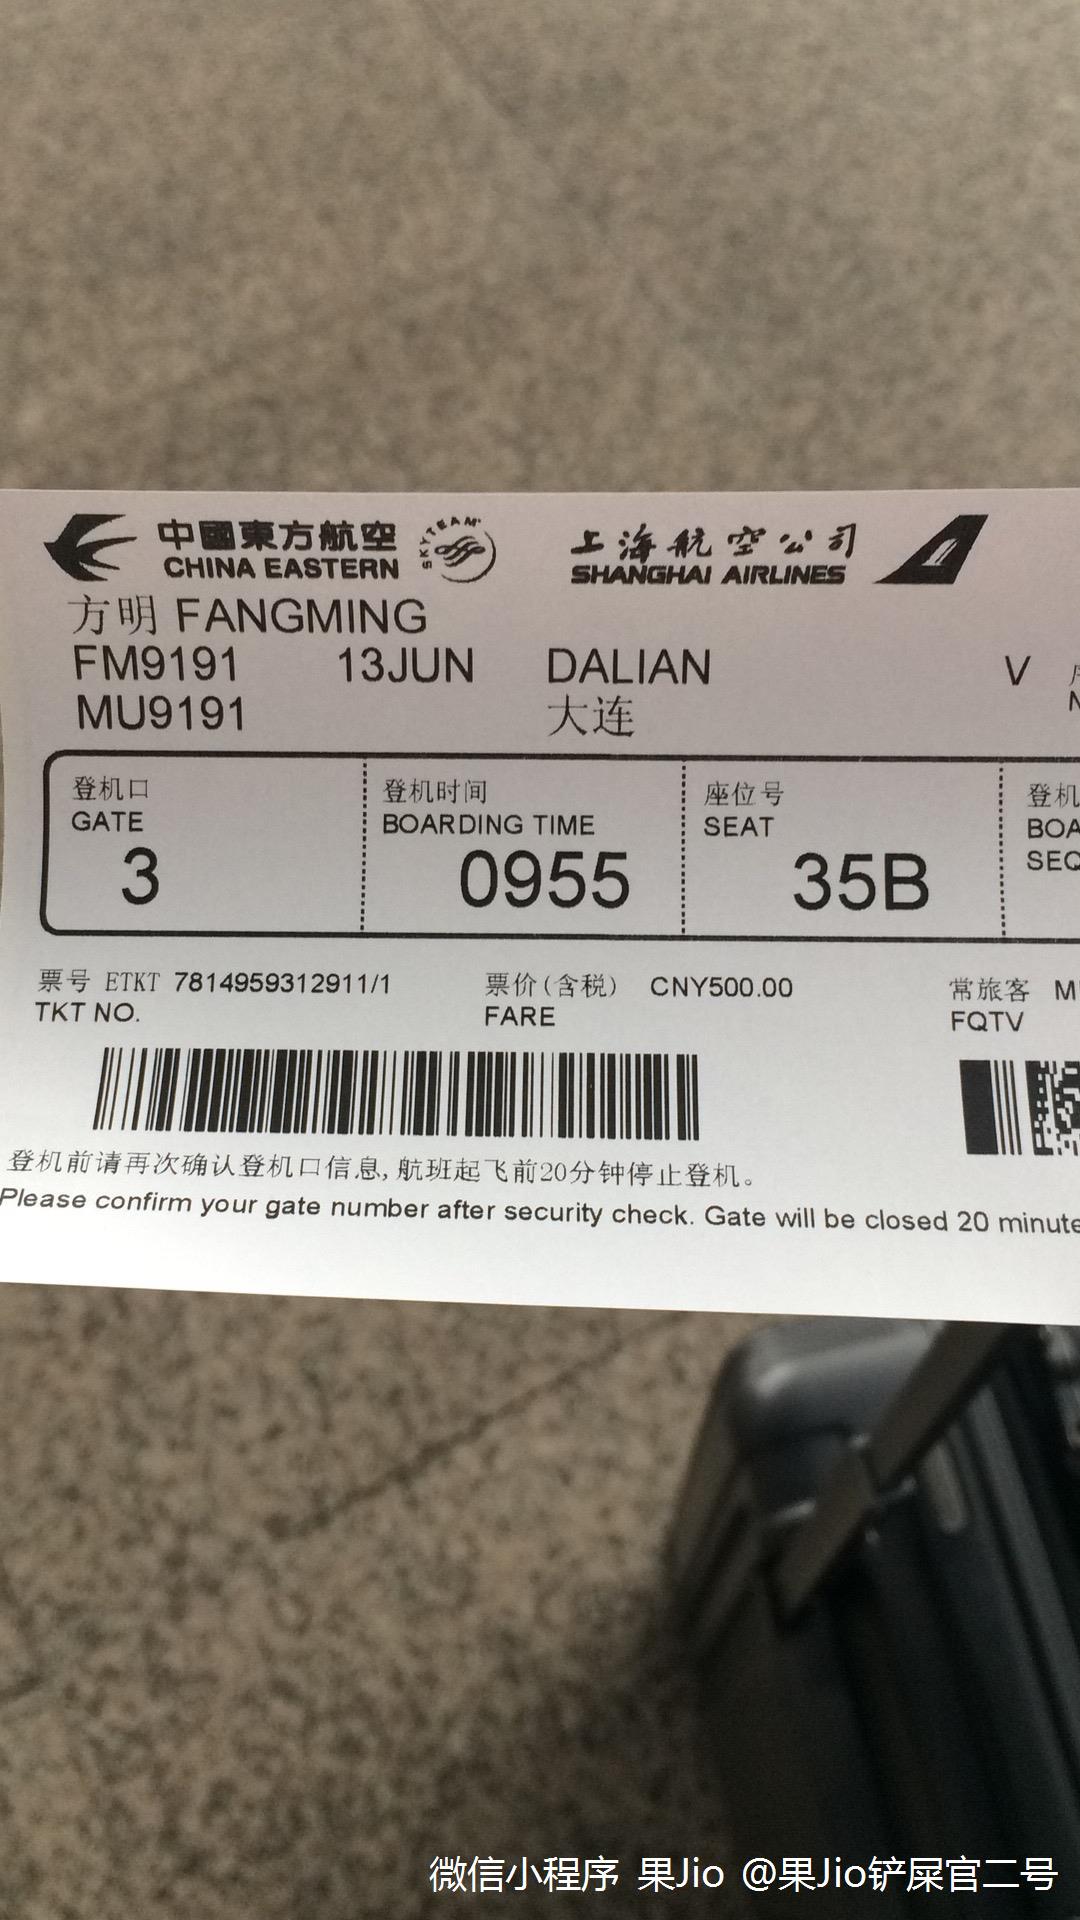 中國東方航空 SKYTEAM 上海航空公司
CHINA EASTERN SHANGHAI AIRLINES
方明 FANGMING
FM9191 13JUN DALIAN V
MU9191 大连
登机口 登机时间 座位号 登机
GATE BOARDING TIME SEAT BOA
SEQ
3 0955 35B
票号 ETKT 7814959312911/1 票价(含税) CNY500.00 常旅客
TKT NO. FARE FQTV
登机前请再次确认登机口信息,航班起飞前20分钟停止登机。
Please confirm your gate number after security check. Gate will be closed 20 minute
微信小程序 果Jio @果Jio铲屎官二号